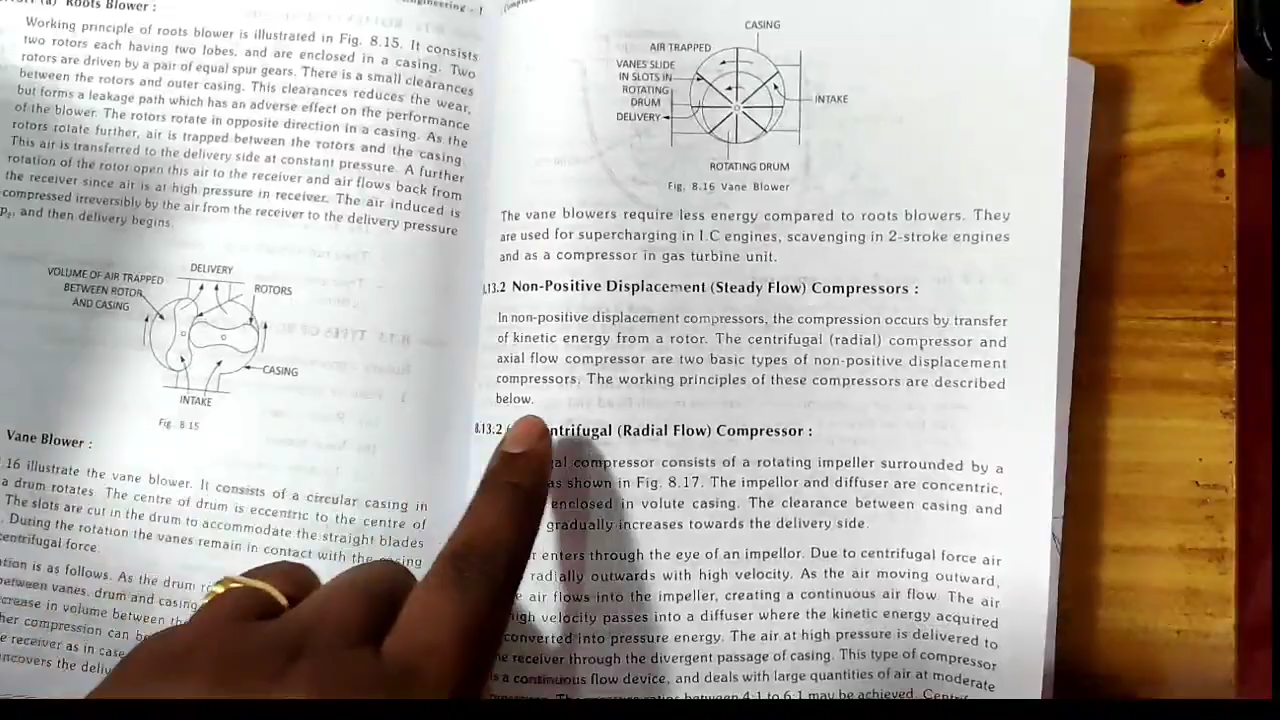 (a) Roots Blower :
Working principle of roots blower is illustrated in Fig. 8.15. It consists
two rotors each having two lobes, and are enclosed in a casing. Two
rotors are driven by a pair of equal spur gears. There is a small clearances
between the rotors and outer casing. This clearances reduces the wear,
but forms a leakage path which has an adverse effect on the performance
of the blower. The rotors rotate in opposite direction in a casing. As the
rotors rotate further, air is trapped between the rotors and the casing.
This air is transferred to the delivery side at constant pressure. A further
rotation of the rotor open this air to the receiver and air flows back from
the receiver since air is at high pressure in receiver. The air induced is
compressed irreversibly by the air from the receiver to the delivery pressure
and then delivery begins.
DELIVERY
VOLUME OF AIR TRAPPED
BETWEEN ROTOR
AND CASING
ROTORS
CASING
INTAKE
Fig 8 15
Vane Blower :
16 illustrate the vane blower. It consists of a circular casing in
a drum rotates. The centre of drum is eccentric to the centre of
The slots are cut in the drum to accommodate the straight blades
During the rotation the vanes remain in contact with the casing
centrifugal force.
is as follows. As the drum
between vanes, drum and casing
in volume between
compression can
receiver as in case
the
Engineering - I
CASING
AIR TRAPPED
VANES SLIDE
IN SLOTS IN
ROTATING
DRUM
DELIVERY
INTAKE
ROTATING DRUM
Fig. 8.16 Vane Blower
The vane blowers require less energy compared to roots blowers. They
are used for supercharging in I.C engines, scavenging in 2-stroke engines
and as a compressor in gas turbine unit.
.13.2 Non-Positive Displacement (Steady Flow) Compressors :
In non-positive displacement compressors, the compression occurs by transfer
of kinetic energy from a rotor. The centrifugal (radial) compressor and
axial flow compressor are two basic types of non-positive displacement
compressors. The working principles of these compressors are described
below.
8.13.2 ntrifugal (Radial Flow) Compressor :
gal compressor consists of a rotating impeller surrounded by a
as shown in Fig. 8.17. The impellor and diffuser are concentric,
enclosed in volute casing. The clearance between casing and
gradually increases towards the delivery side.
enters through the eye of an impellor. Due to centrifugal force air
radially outwards with high velocity. As the air moving outward,
air flows into the impeller, creating a continuous air flow. The air
high velocity passes into a diffuser where the kinetic energy acquired
converted into pressure energy. The air at high pressure is delivered to
the receiver through the divergent passage of casing. This type of compressor
is a continuous flow device, and deals with large quantities of air at moderate
between 4:1 to 6:1 may be achieved.